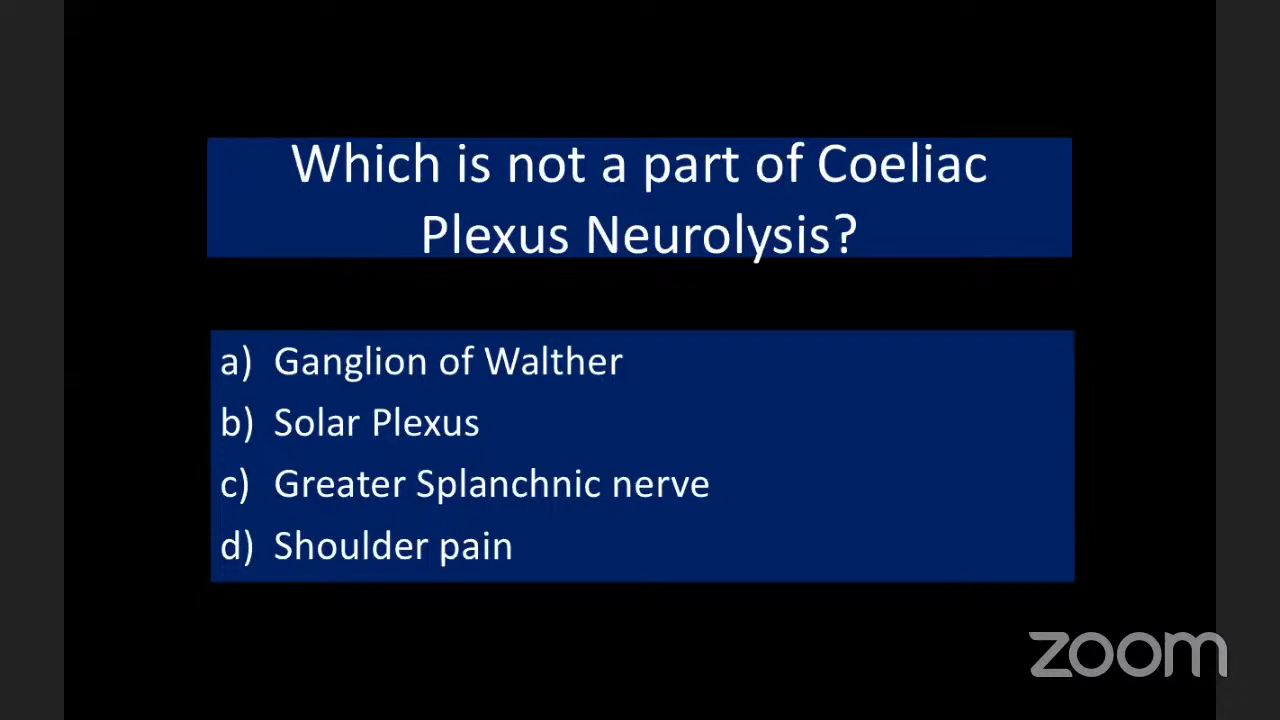 Which is not a part of Coeliac
Plexus Neurolysis?
a) Ganglion of Walther
b) Solar Plexus
c) Greater Splanchnic nerve
d) Shoulder pain
zoom